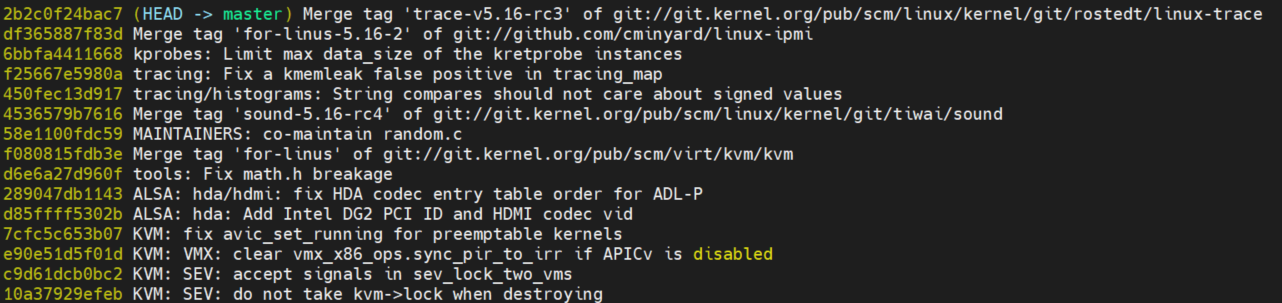 2b2c0f24bac7 (HEAD -> master) Merge tag 'trace-v5.16-rc3' of git://git.kernel.org/pub/scm/linux/kernel/git/rostedt/linux-trace
df365887f83d Merge tag 'for-linus-5.16-2' of git://github.com/cminyard/linux-ipmi
6bbfa4411668 kprobes: Limit max data_size of the kretprobe instances
f25667e5980a tracing: Fix a kmemleak false positive in tracing_map
450fec13d917 tracing/histograms: String compares should not care about signed values
4536579b7616 Merge tag 'sound-5.16-rc4' of git://git.kernel.org/pub/scm/linux/kernel/git/tiwai/sound
58e1100fdc59 MAINTAINERS: co-maintain random.c
f080815fdb3e Merge tag 'for-linus' of git://git.kernel.org/pub/scm/virt/kvm/kvm
d6e6a27d960f tools: Fix math.h breakage
289047db1143 ALSA: hda/hdmi: fix HDA codec entry table order for ADL-P
d85ffff5302b ALSA: hda: Add Intel DG2 PCI ID and HDMI codec vid
7cfc5c653b07 KVM: fix avic_set_running for preemptable kernels
e90e51d5f01d KVM: VMX: clear vmx_x86_ops.sync_pir_to_irr if APICv is disabled
c9d61dcb0bc2 KVM: SEV: accept signals in sev_lock_two_vms
10a37929efeb KVM: SEV: do not take kvm->lock when destroying